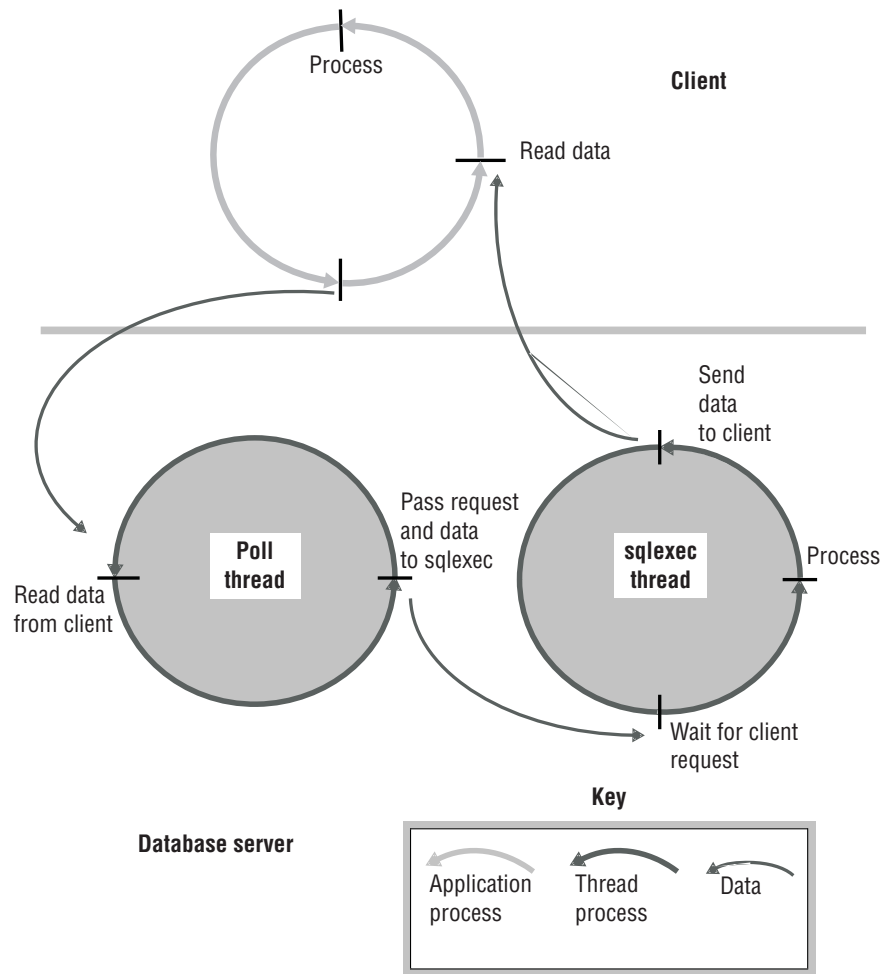 Process
Client
Read data
Send
data
to client
Pass request
and data
to sqlexec
Poll
thread
sqlexec
thread
Process
Read data
from client
Wait for client
request
Key
Database server
Application
process
Thread
process
Data